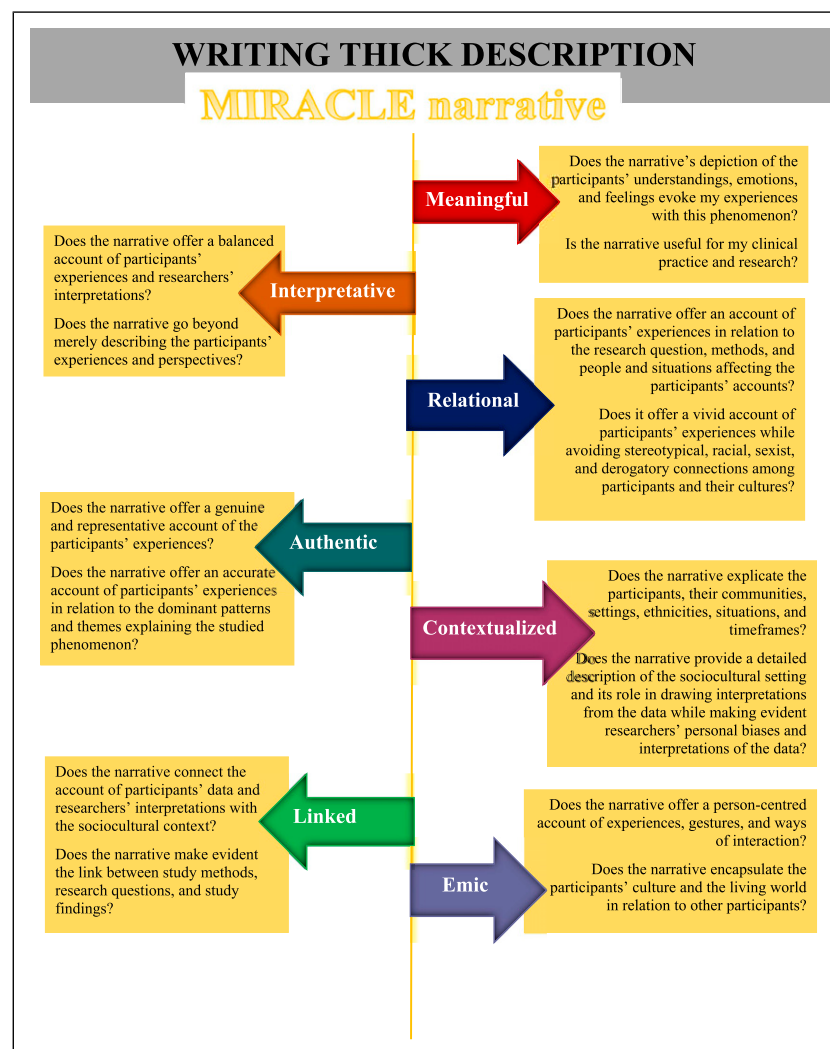 WRITING THICK DESCRIPTION
MIRACLE narrative
Meaningful
Does the narrative’s depiction of the
participants’ understandings, emotions,
and feelings evoke my experiences
with this phenomenon?
Is the narrative useful for my clinical
practice and research?
Does the narrative offer a balanced
account of participants’
experiences and researchers’
interpretations?
Does the narrative go beyond
merely describing the participants’
experiences and perspectives?
Interpretative
Relational
Does the narrative offer an account of
participants’ experiences in relation to
the research question, methods, and
people and situations affecting the
participants’ accounts?
Does it offer a vivid account of
participants’ experiences while
avoiding stereotypical, racial, sexist,
and derogatory connections among
participants and their cultures?
Does the narrative offer a genuine
and representative account of the
participants’ experiences?
Does the narrative offer an accurate
account of participants’ experiences
in relation to the dominant patterns
and themes explaining the studied
phenomenon?
Authentic
Contextualized
Does the narrative explicate the
participants, their communities,
settings, ethnicities, situations, and
timeframes?
Does the narrative provide a detailed
description of the sociocultural setting
and its role in drawing interpretations
from the data while making evident
researchers’ personal biases and
interpretations of the data?
Does the narrative connect the
account of participants’ data and
researchers’ interpretations with
the sociocultural context?
Does the narrative make evident
the link between study methods,
research questions, and study
findings?
Linked
Emic
Does the narrative offer a person-centred
account of experiences, gestures, and ways
of interaction?
Does the narrative encapsulate the
participants’ culture and the living world
in relation to other participants?